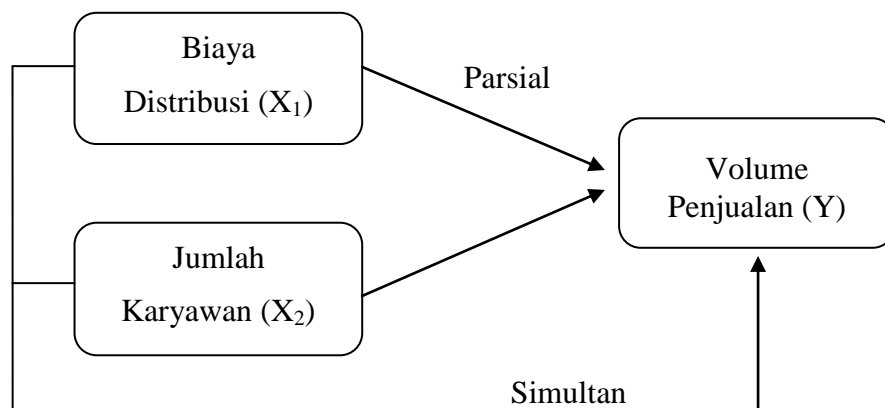 Biaya
Distribusi (X₁)
Parsial
Volume
Penjualan (Y)
Jumlah
Karyawan (X₂)
Simultan